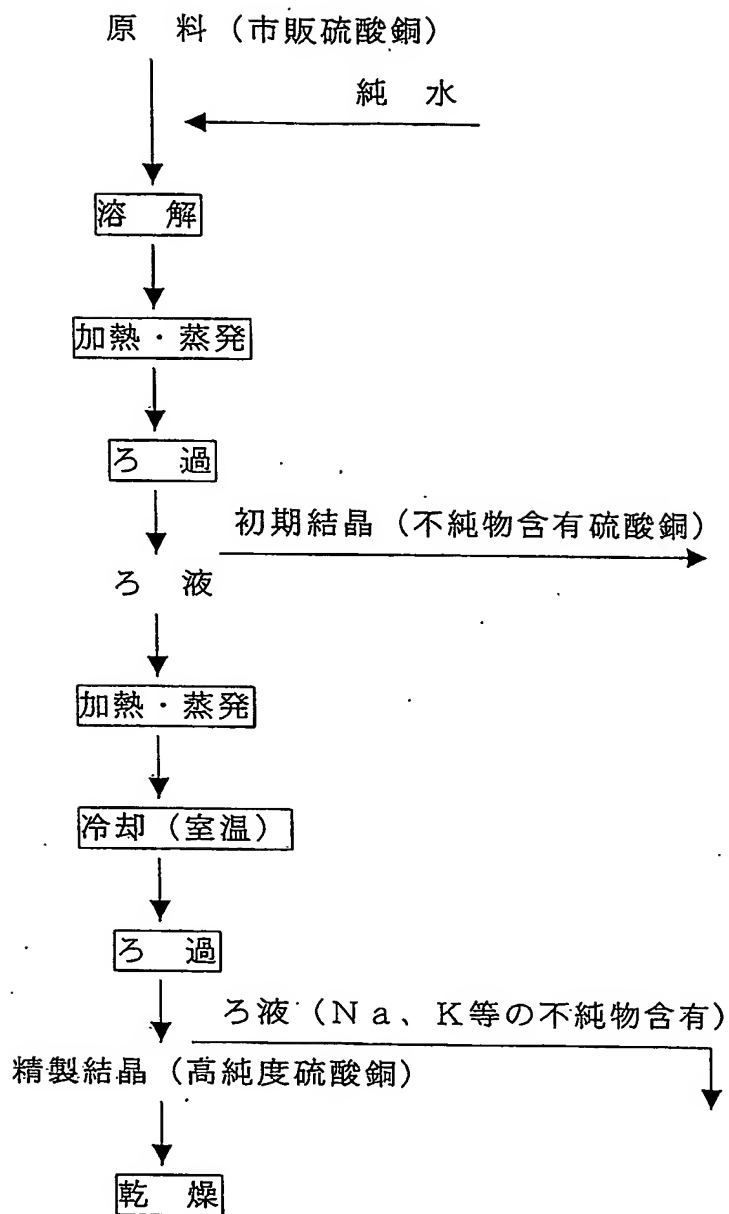 原　料（市販硫酸銅）
純　水
溶　解
加熱・蒸発
ろ　過
初期結晶（不純物含有硫酸銅）
ろ　液
加熱・蒸発
冷却（室温）
ろ　過
ろ液（Ｎａ、Ｋ等の不純物含有）
精製結晶（高純度硫酸銅）
乾　燥